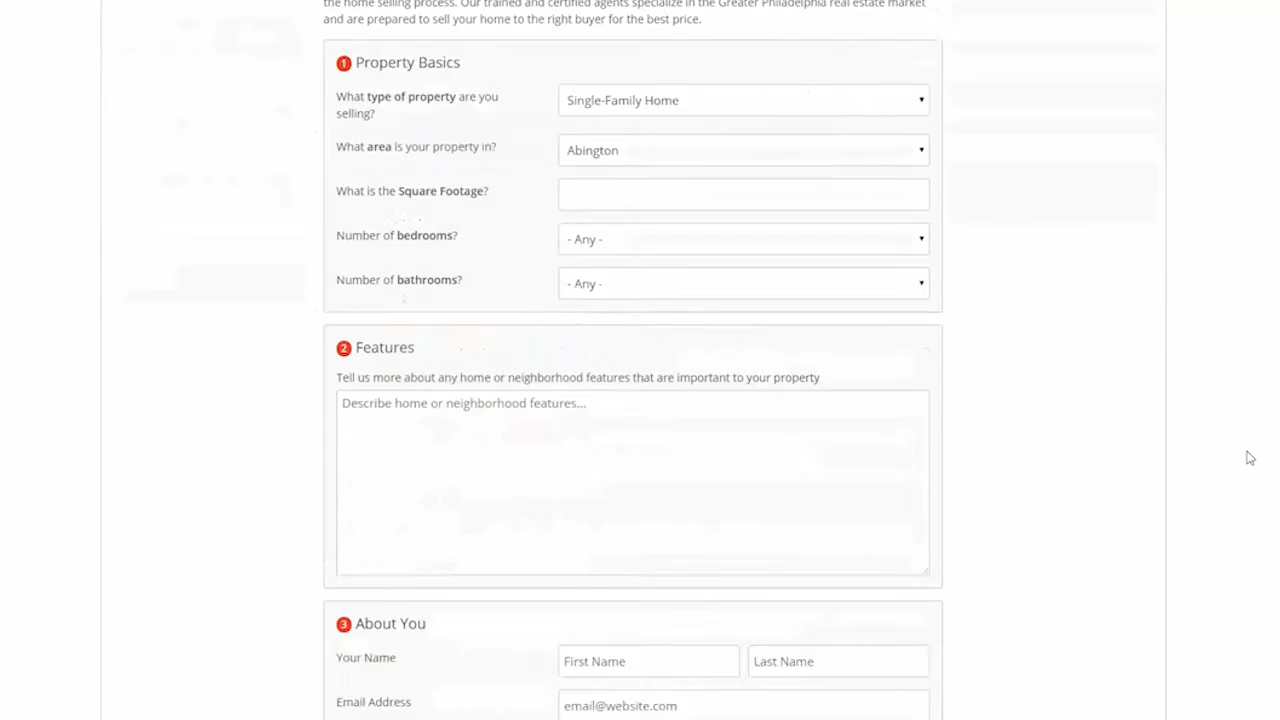 the home selling process. Our trained and certified agents specialize in the Greater Philadelphia real estate market
and are prepared to sell your home to the right buyer for the best price.
1 Property Basics
What type of property are you
selling?
Single-Family Home
What area is your property in?
Abington
What is the Square Footage?
Number of bedrooms?
- Any -
Number of bathrooms?
- Any -
2 Features
Tell us more about any home or neighborhood features that are important to your property
Describe home or neighborhood features...
3 About You
Your Name
First Name
Last Name
Email Address
email@website.com